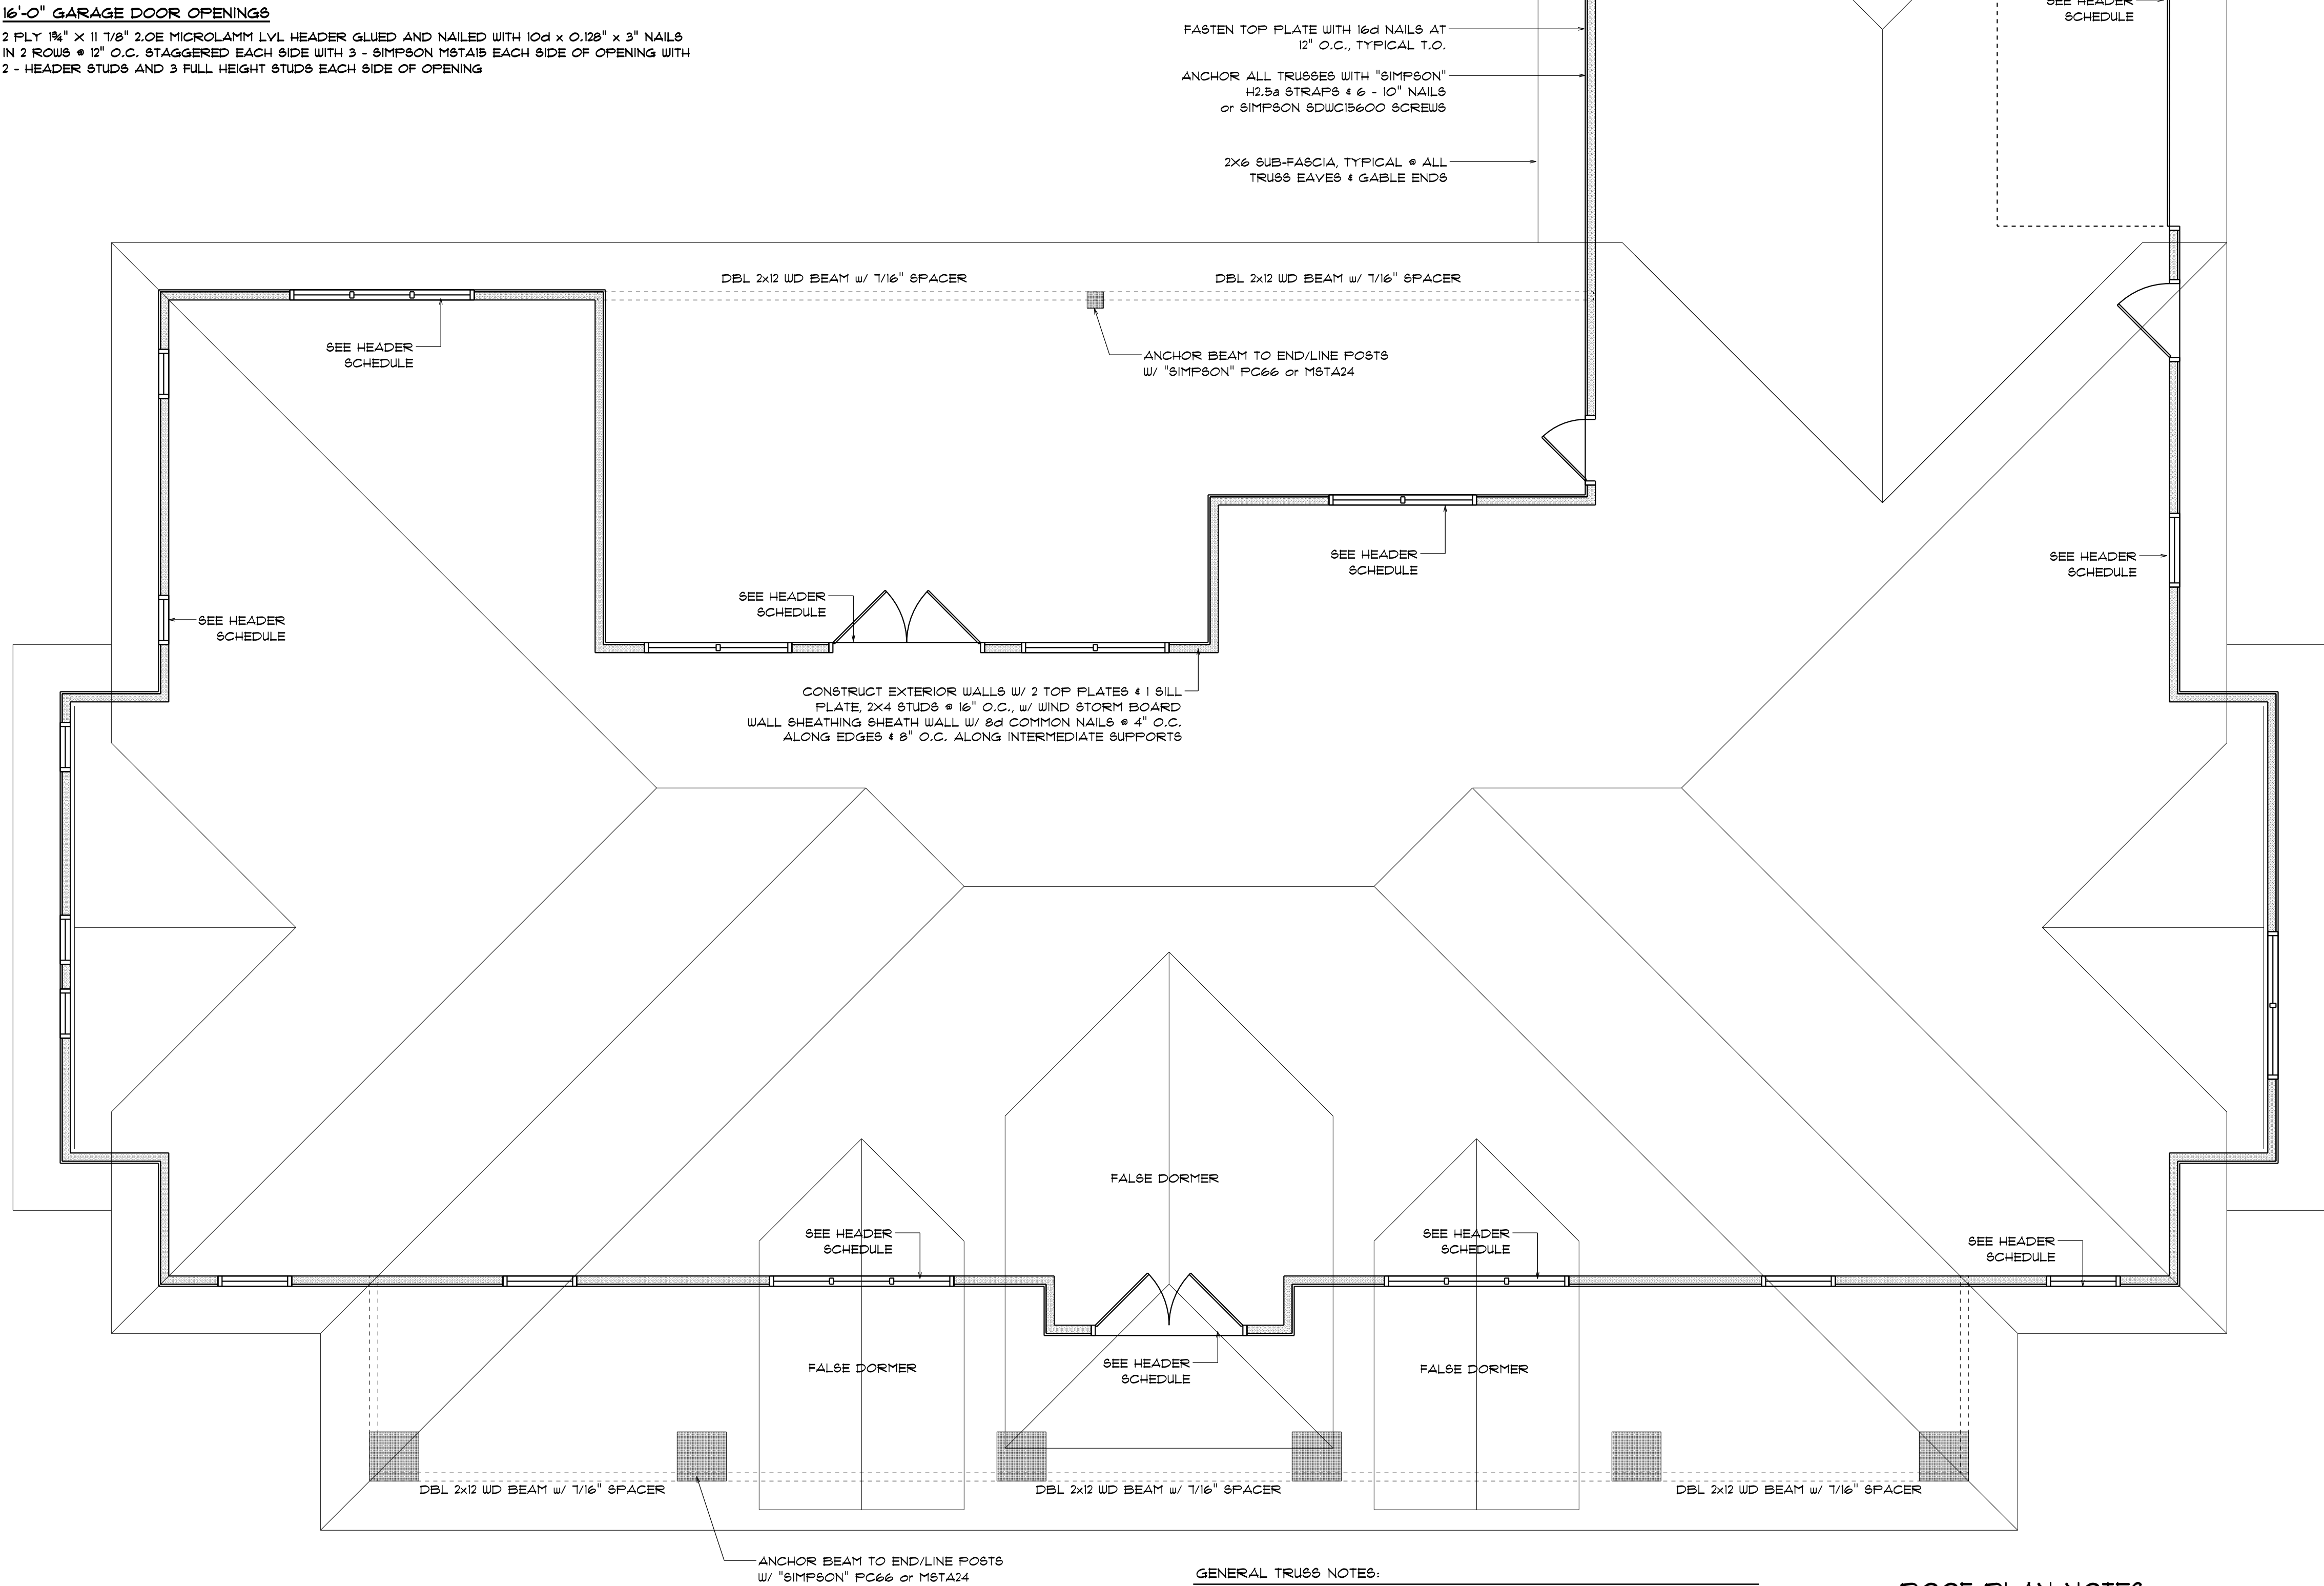 16'-0" GARAGE DOOR OPENINGS
2 PLY 1¾" X 11 7/8" 2.0E MICROLAMM LVL HEADER GLUED AND NAILED WITH 10d x 0.128" x 3" NAILS
IN 2 ROWS @ 12" O.C. STAGGERED EACH SIDE WITH 3 - SIMPSON MSTA15 EACH SIDE OF OPENING WITH
2 - HEADER STUDS AND 3 FULL HEIGHT STUDS EACH SIDE OF OPENING
SEE HEADER
SCHEDULE
FASTEN TOP PLATE WITH 16d NAILS AT
12" O.C., TYPICAL T.O.
ANCHOR ALL TRUSSES WITH "SIMPSON"
H2.5a STRAPS & 6 - 10" NAILS
or SIMPSON SDWC15600 SCREWS
2X6 SUB-FASCIA, TYPICAL @ ALL
TRUSS EAVES & GABLE ENDS
DBL 2x12 WD BEAM w/ 7/16" SPACER
DBL 2x12 WD BEAM w/ 7/16" SPACER
SEE HEADER
SCHEDULE
ANCHOR BEAM TO END/LINE POSTS
W/ "SIMPSON" PC66 or MSTA24
SEE HEADER
SCHEDULE
SEE HEADER
SCHEDULE
SEE HEADER
SCHEDULE
SEE HEADER
SCHEDULE
CONSTRUCT EXTERIOR WALLS W/ 2 TOP PLATES & 1 SILL
PLATE, 2X4 STUDS @ 16" O.C., w/ WIND STORM BOARD
WALL SHEATHING SHEATH WALL W/ 8d COMMON NAILS @ 4" O.C.
ALONG EDGES & 8" O.C. ALONG INTERMEDIATE SUPPORTS
FALSE DORMER
SEE HEADER
SCHEDULE
SEE HEADER
SCHEDULE
SEE HEADER
SCHEDULE
FALSE DORMER
SEE HEADER
SCHEDULE
FALSE DORMER
DBL 2x12 WD BEAM w/ 7/16" SPACER
DBL 2x12 WD BEAM w/ 7/16" SPACER
DBL 2x12 WD BEAM w/ 7/16" SPACER
ANCHOR BEAM TO END/LINE POSTS
W/ "SIMPSON" PC66 or MSTA24
GENERAL TRUSS NOTES:
ROOF PLAN NOTES